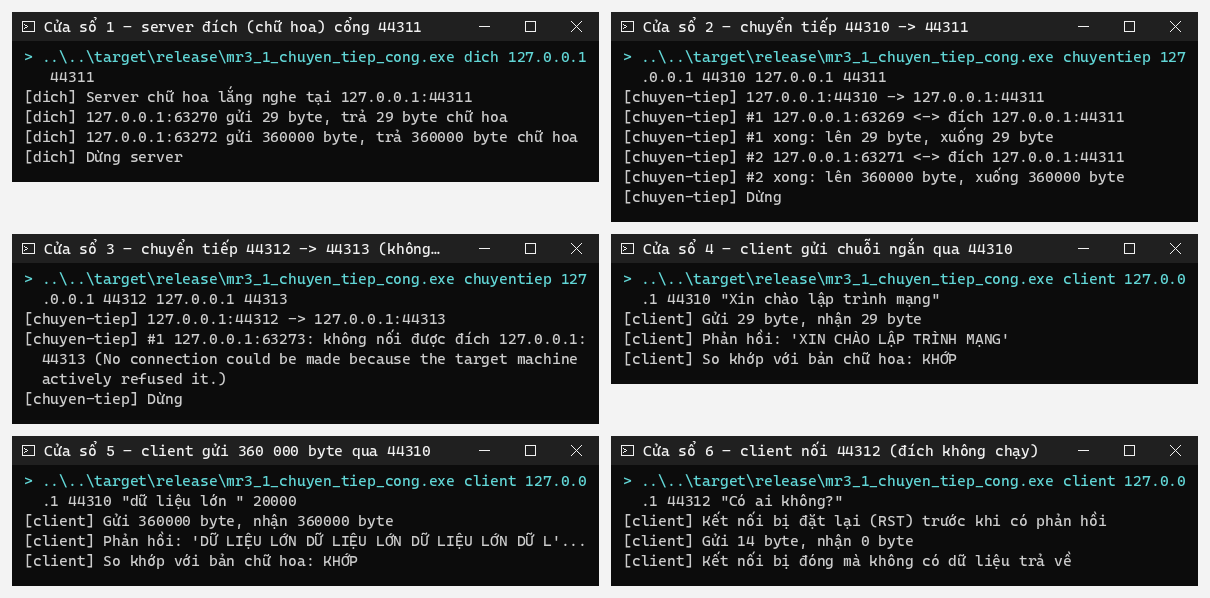 Cửa sổ 1 - server đích (chữ hoa) cổng 44311
> ..\..\target\release\mr3_1_chuyen_tiep_cong.exe dich 127.0.0.1
44311
[dich] Server chữ hoa lắng nghe tại 127.0.0.1:44311
[dich] 127.0.0.1:63270 gửi 29 byte, trả 29 byte chữ hoa
[dich] 127.0.0.1:63272 gửi 360000 byte, trả 360000 byte chữ hoa
[dich] Dừng server
Cửa sổ 2 - chuyển tiếp 44310 -> 44311
> ..\..\target\release\mr3_1_chuyen_tiep_cong.exe chuyentiep 127
.0.0.1 44310 127.0.0.1 44311
[chuyen-tiep] 127.0.0.1:44310 -> 127.0.0.1:44311
[chuyen-tiep] #1 127.0.0.1:63269 <-> đích 127.0.0.1:44311
[chuyen-tiep] #1 xong: lên 29 byte, xuống 29 byte
[chuyen-tiep] #2 127.0.0.1:63271 <-> đích 127.0.0.1:44311
[chuyen-tiep] #2 xong: lên 360000 byte, xuống 360000 byte
[chuyen-tiep] Dừng
Cửa sổ 3 - chuyển tiếp 44312 -> 44313 (không…
> ..\..\target\release\mr3_1_chuyen_tiep_cong.exe chuyentiep 127
.0.0.1 44312 127.0.0.1 44313
[chuyen-tiep] 127.0.0.1:44312 -> 127.0.0.1:44313
[chuyen-tiep] #1 127.0.0.1:63273: không nối được đích 127.0.0.1:
44313 (No connection could be made because the target machine
actively refused it.)
[chuyen-tiep] Dừng
Cửa sổ 4 - client gửi chuỗi ngắn qua 44310
> ..\..\target\release\mr3_1_chuyen_tiep_cong.exe client 127.0.0
.1 44310 "Xin chào lập trình mạng"
[client] Gửi 29 byte, nhận 29 byte
[client] Phản hồi: 'XIN CHÀO LẬP TRÌNH MẠNG'
[client] So khớp với bản chữ hoa: KHỚP
Cửa sổ 5 - client gửi 360 000 byte qua 44310
> ..\..\target\release\mr3_1_chuyen_tiep_cong.exe client 127.0.0
.1 44310 "dữ liệu lớn " 20000
[client] Gửi 360000 byte, nhận 360000 byte
[client] Phản hồi: 'DỮ LIỆU LỚN DỮ LIỆU LỚN DỮ LIỆU LỚN DỮ L'...
[client] So khớp với bản chữ hoa: KHỚP
Cửa sổ 6 - client nối 44312 (đích không chạy)
> ..\..\target\release\mr3_1_chuyen_tiep_cong.exe client 127.0.0
.1 44312 "Có ai không?"
[client] Kết nối bị đặt lại (RST) trước khi có phản hồi
[client] Gửi 14 byte, nhận 0 byte
[client] Kết nối bị đóng mà không có dữ liệu trả về